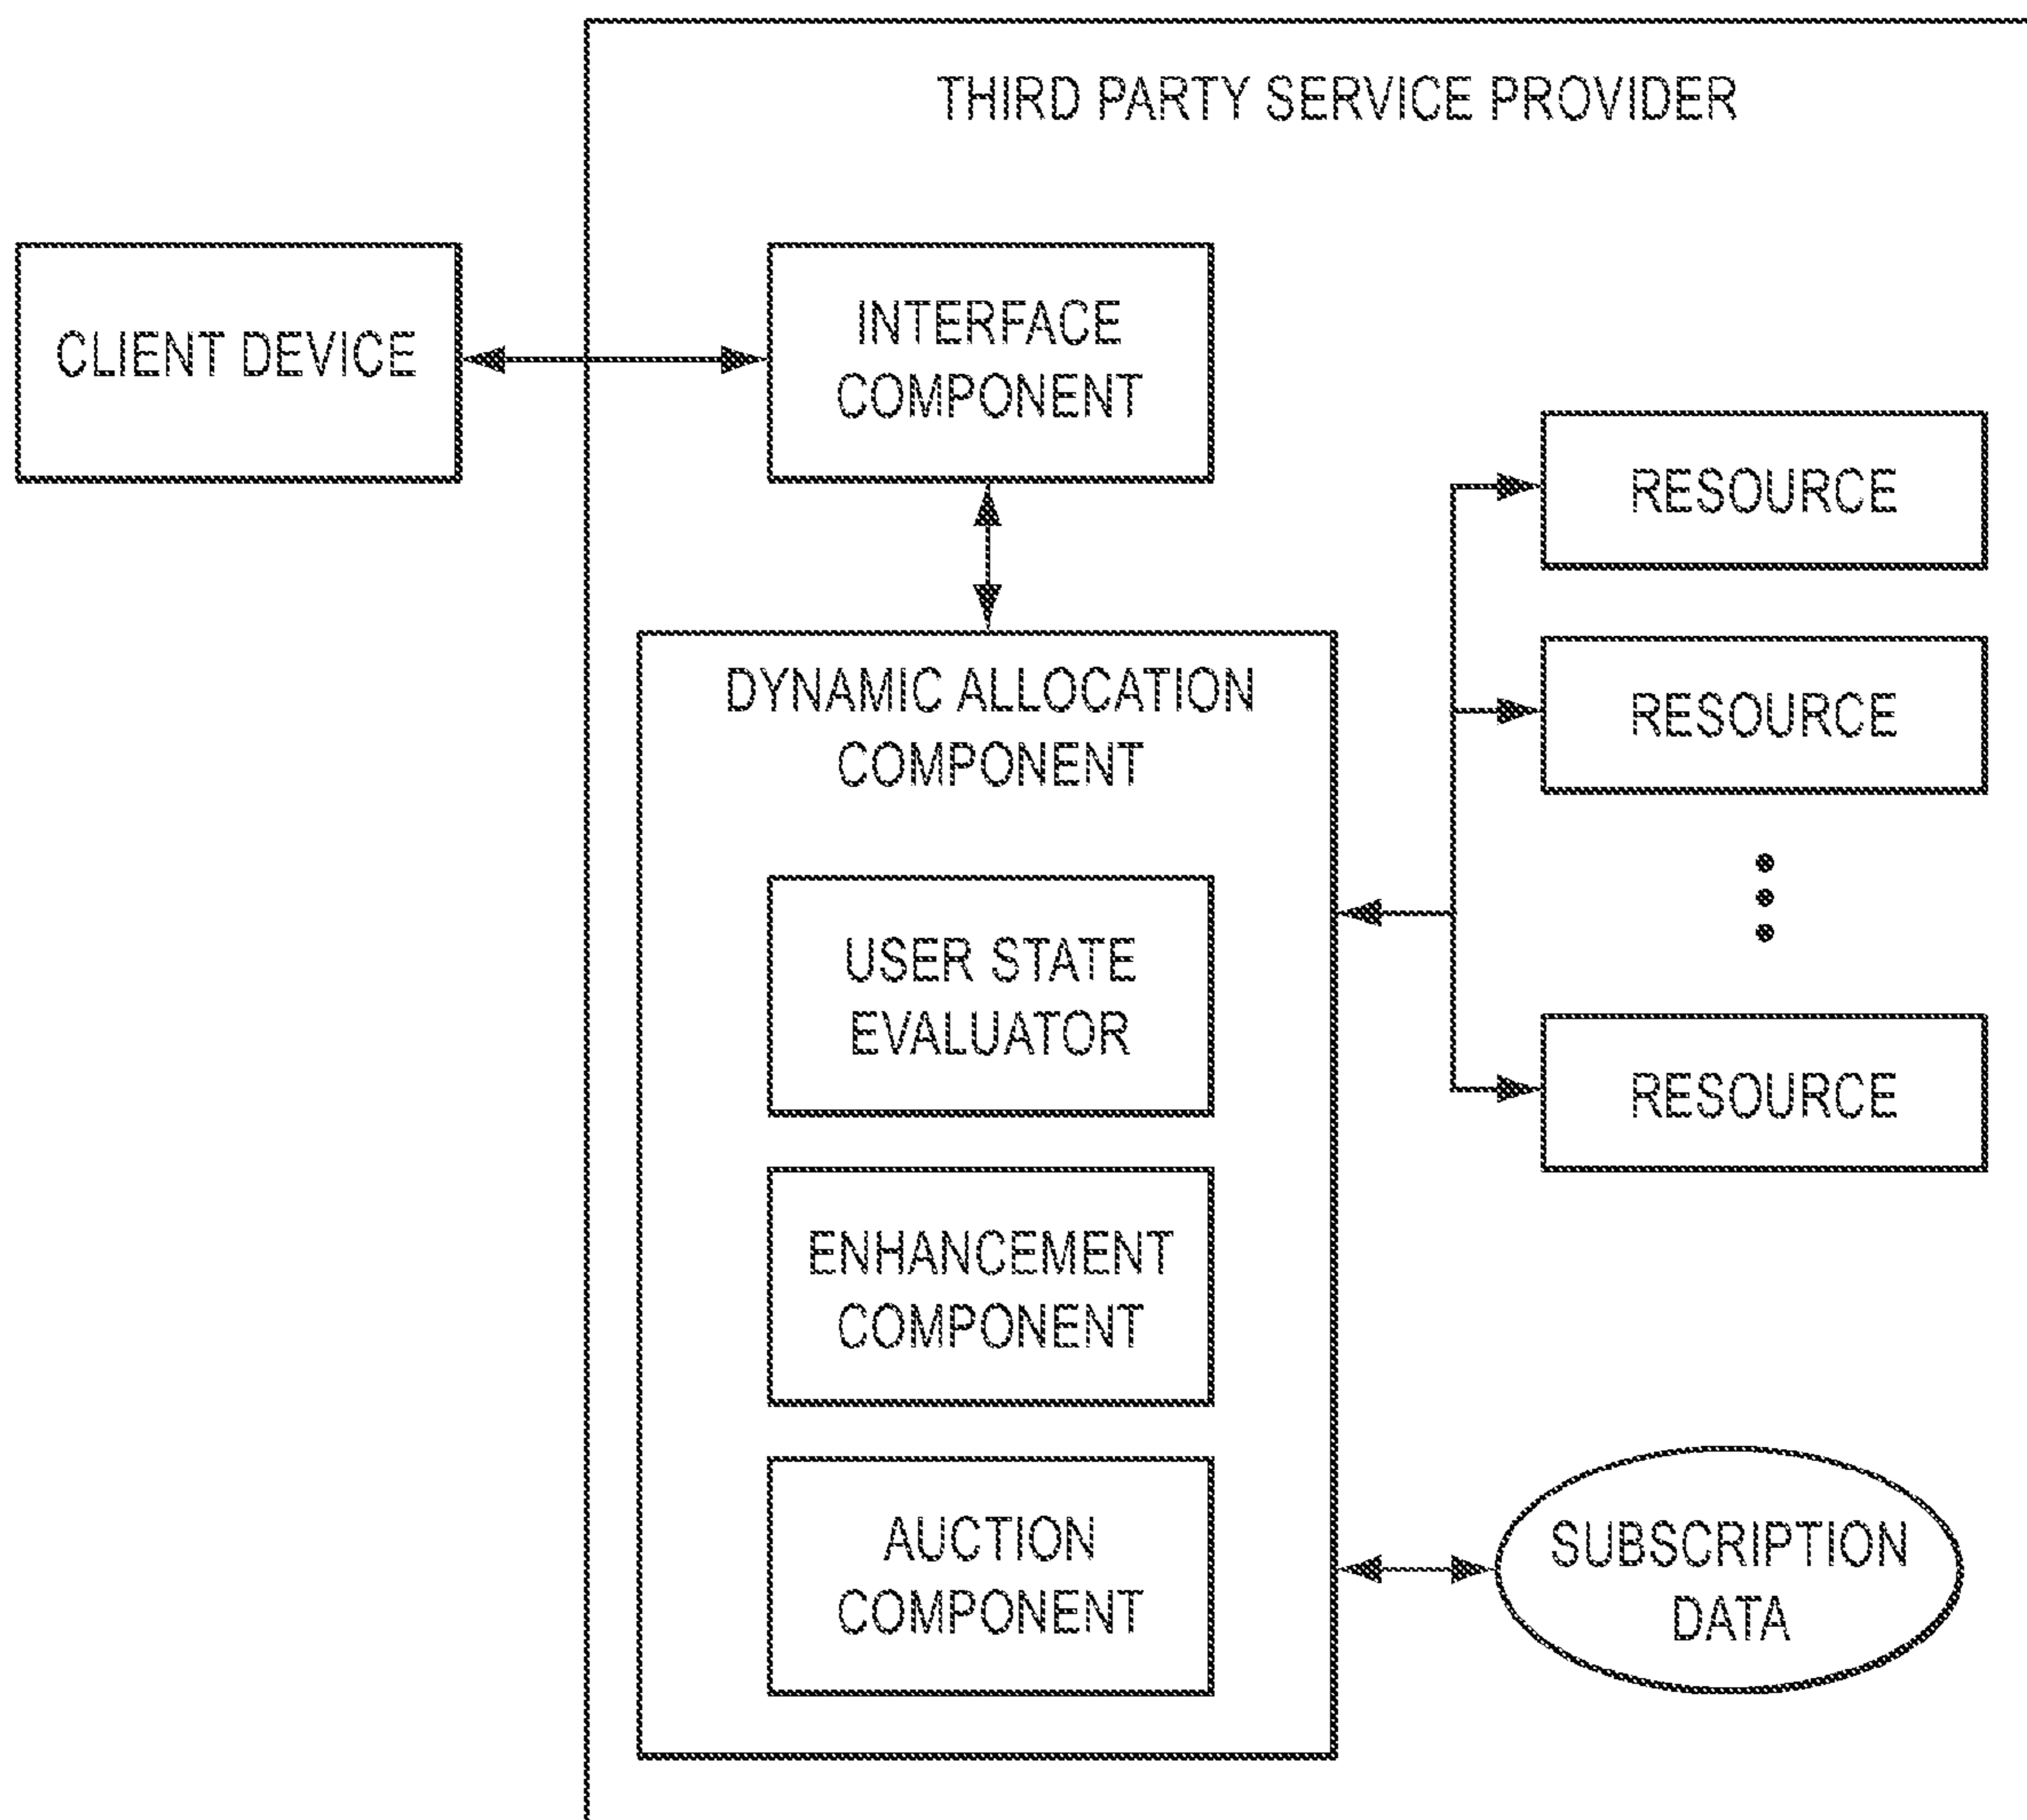 THIRD PARTY SERVICE PROVIDER
CLIENT DEVICE
INTERFACE
COMPONENT
RESOURCE
RESOURCE
RESOURCE
DYNAMIC ALLOCATION
COMPONENT
USER STATE
EVALUATOR
ENHANCEMENT
COMPONENT
AUCTION
COMPONENT
SUBSCRIPTION
DATA